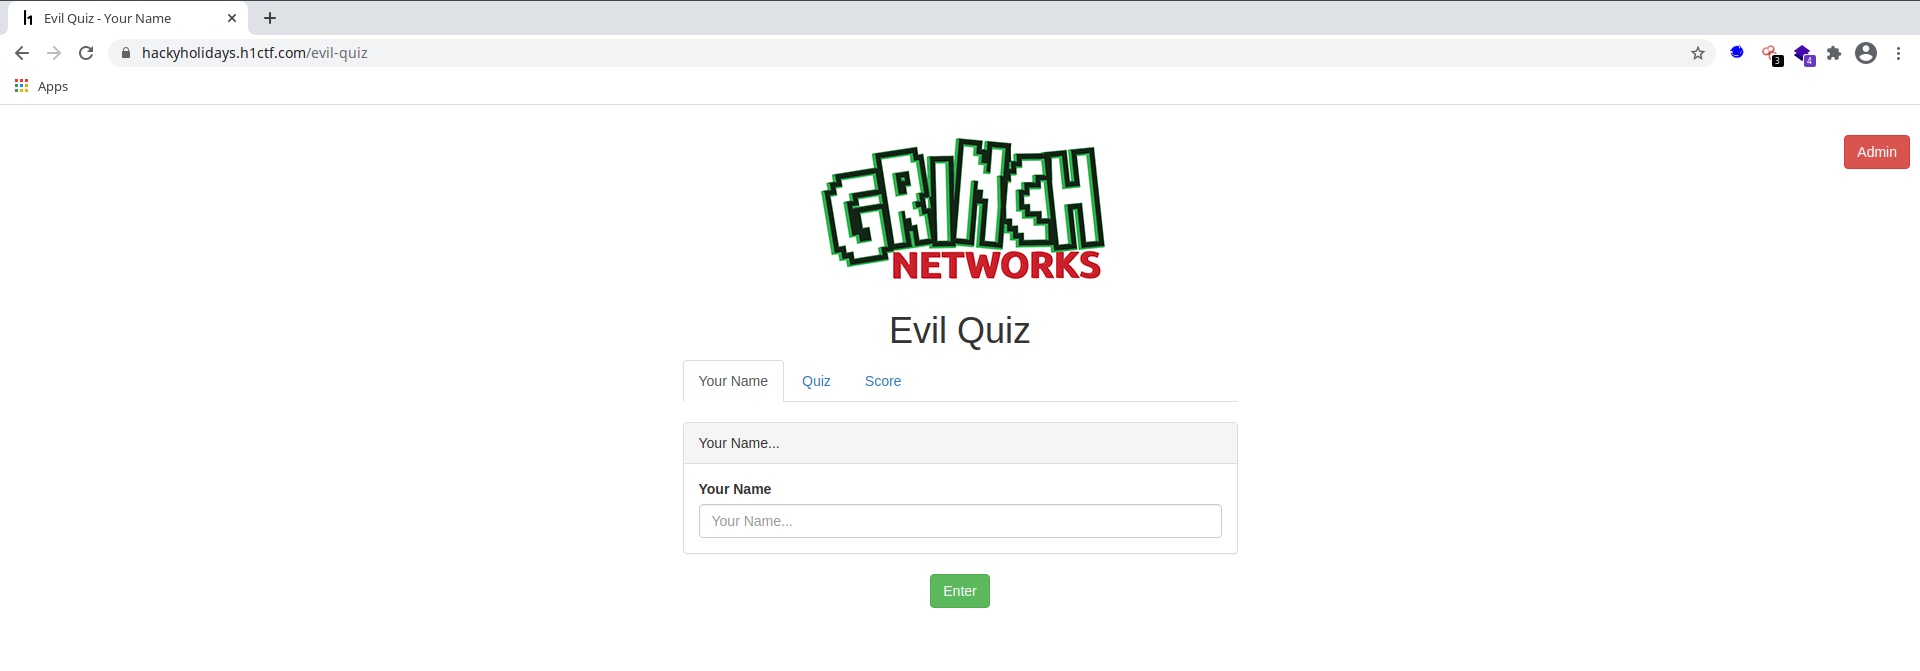 Evil Quiz - Your Name
hackyholidays.h1ctf.com/evil-quiz
3
4
Apps
GRINCH
NETWORKS
Admin
Evil Quiz
Your Name Quiz Score
Your Name...
Your Name
Your Name...
Enter